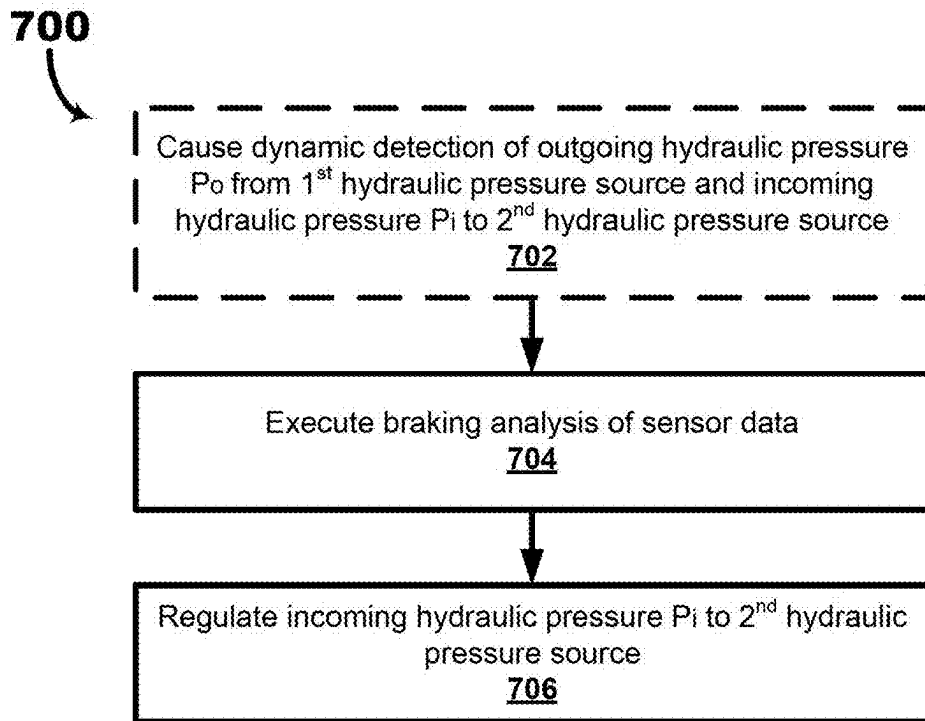 700
Cause dynamic detection of outgoing hydraulic pressure
Po from 1st hydraulic pressure source and incoming
hydraulic pressure Pi to 2nd hydraulic pressure source
702
Execute braking analysis of sensor data
704
Regulate incoming hydraulic pressure Pi to 2nd hydraulic
pressure source
706